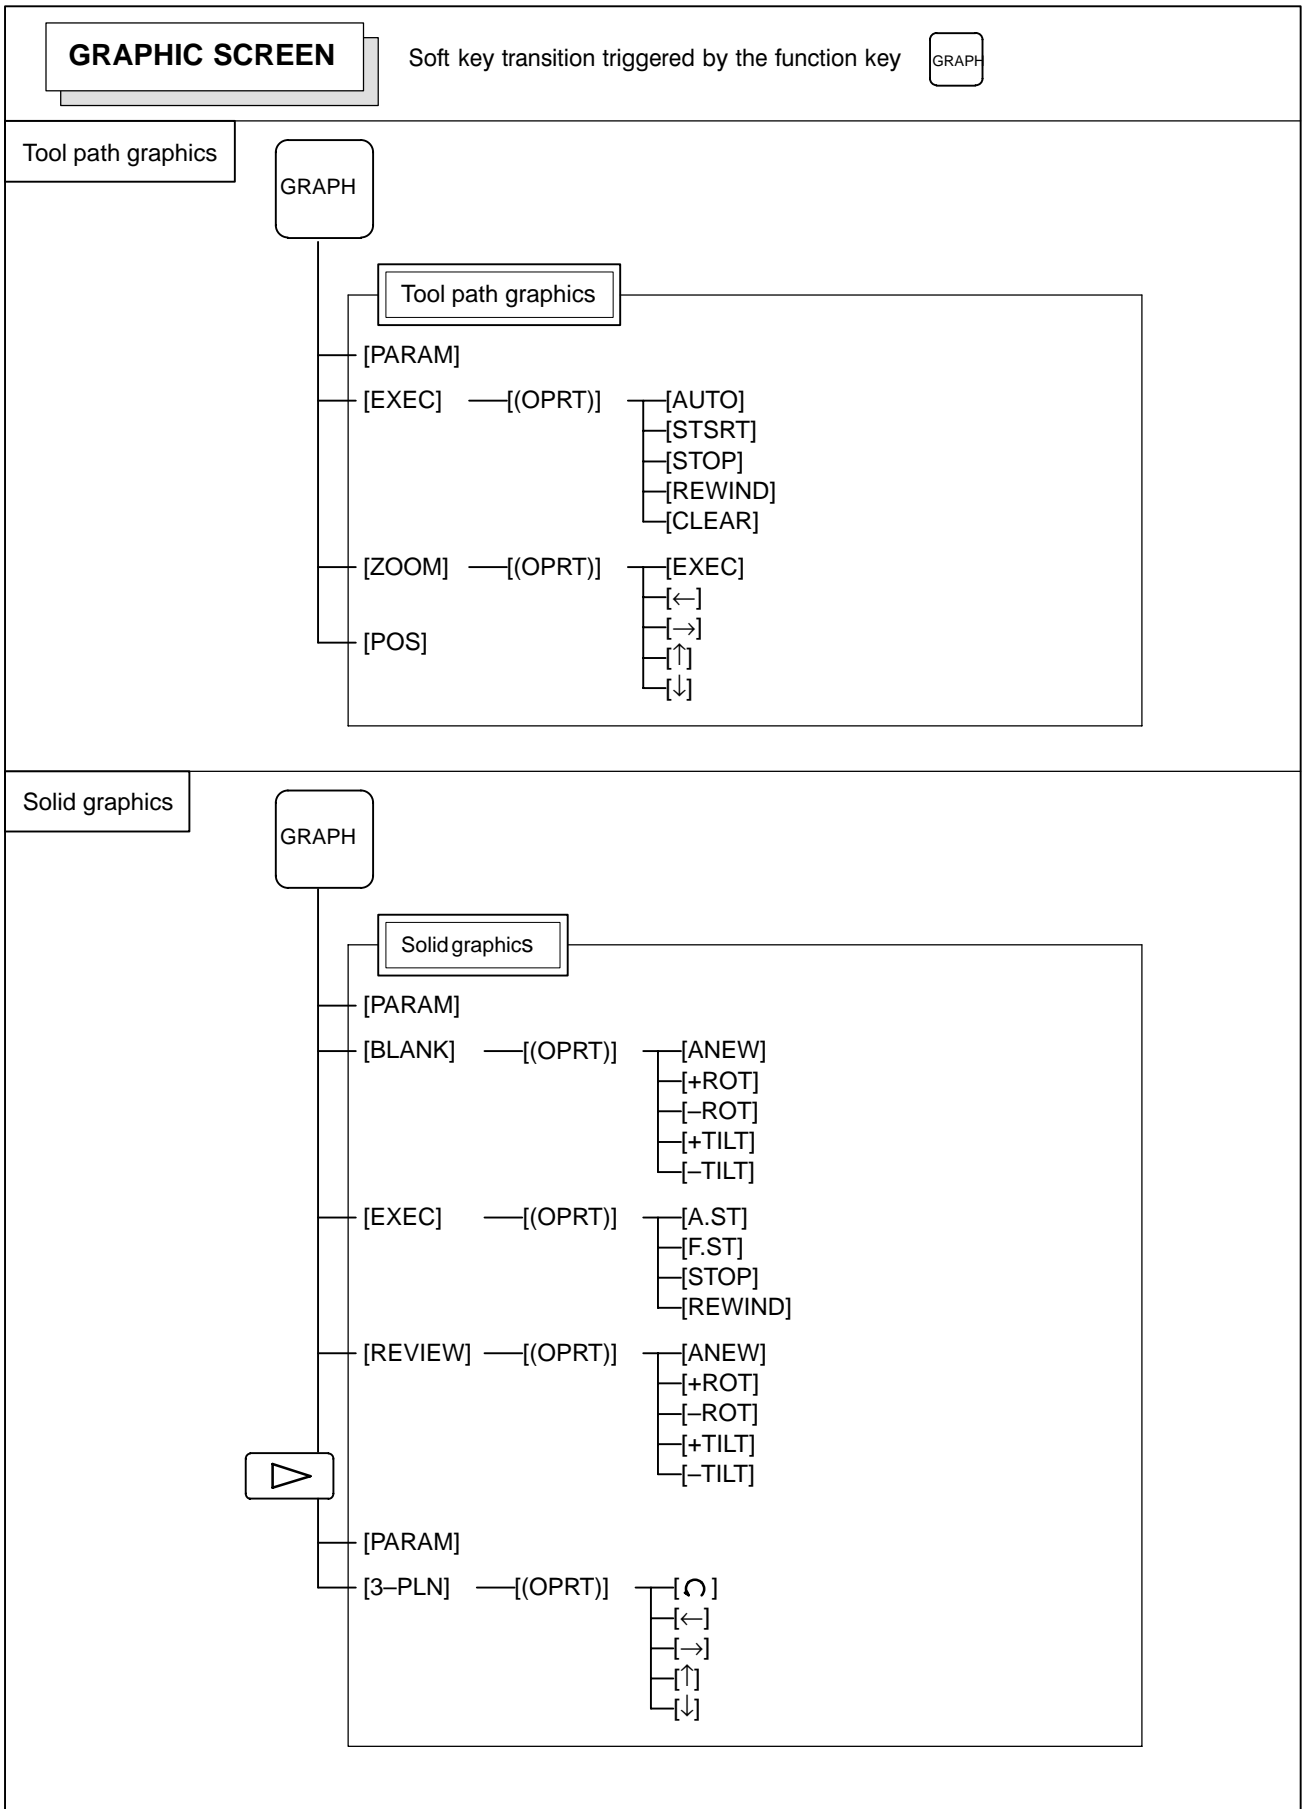 GRAPHIC SCREEN Soft key transition triggered by the function key GRAPH
Tool path graphics
GRAPH
Tool path graphics
[PARAM]
[EXEC] [(OPRT)] [AUTO]
[STSRT]
[STOP]
[REWIND]
[CLEAR]
[ZOOM] [(OPRT)] [EXEC]
[←]
[→]
[↑]
[↓]
[POS]
Solid graphics
GRAPH
Solid graphics
[PARAM]
[BLANK] [(OPRT)] [ANEW]
[+ROT]
[–ROT]
[+TILT]
[–TILT]
[EXEC] [(OPRT)] [A.ST]
[F.ST]
[STOP]
[REWIND]
[REVIEW] [(OPRT)] [ANEW]
[+ROT]
[–ROT]
[+TILT]
[–TILT]
[PARAM]
[3–PLN] [(OPRT)] [ ]
[←]
[→]
[↑]
[↓]